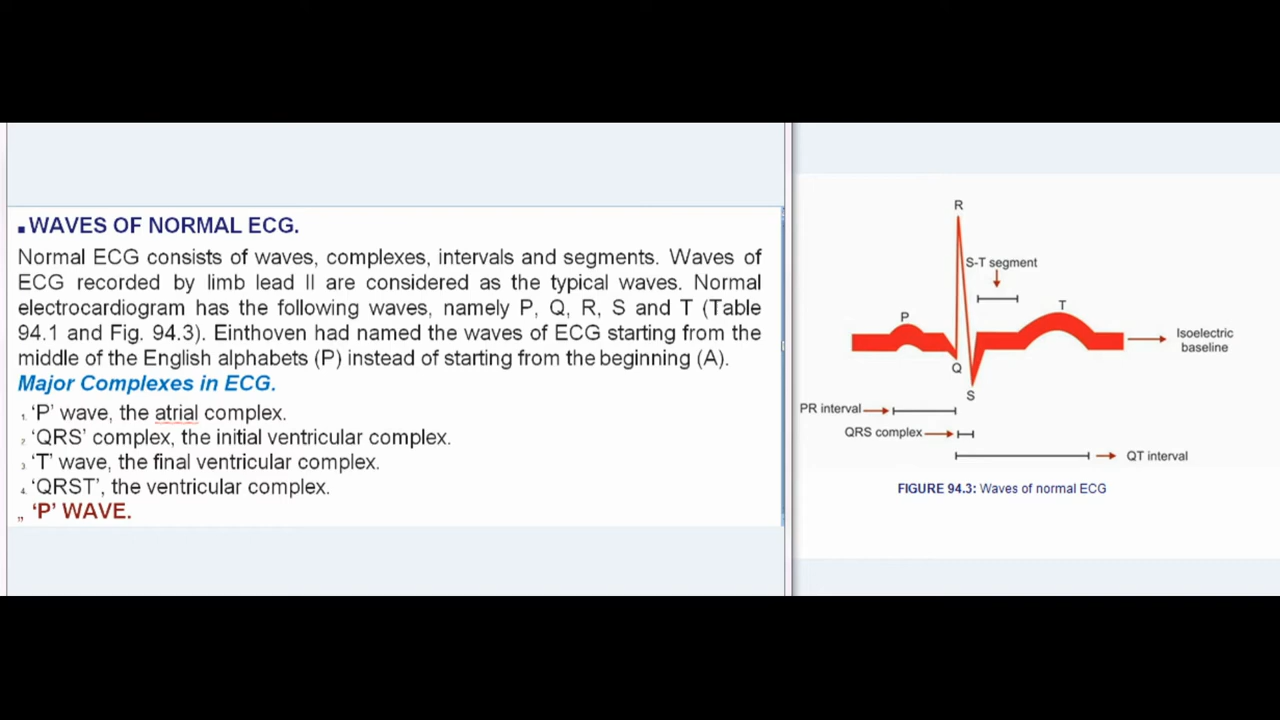 ▪WAVES OF NORMAL ECG.
Normal ECG consists of waves, complexes, intervals and segments. Waves of
ECG recorded by limb lead II are considered as the typical waves. Normal
electrocardiogram has the following waves, namely P, Q, R, S and T (Table
94.1 and Fig. 94.3). Einthoven had named the waves of ECG starting from the
middle of the English alphabets (P) instead of starting from the beginning (A).
Major Complexes in ECG.
1. ‘P’ wave, the atrial complex.
2. ‘QRS’ complex, the initial ventricular complex.
3. ‘T’ wave, the final ventricular complex.
4. ‘QRST’, the ventricular complex.
„ ‘P’ WAVE.
R
S-T segment
P
T
Isoelectric
baseline
Q
S
PR interval
QRS complex
QT interval
FIGURE 94.3: Waves of normal ECG